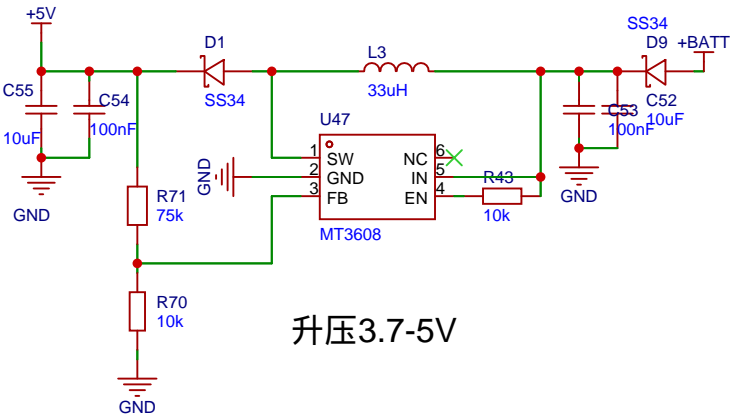 +5V
SS34
D1
D9
+BATT
L3
C55
C54
SS34
33uH
C53
C52
10uF
100nF
U47
100nF
10uF
1
SW
NC
6
GND
2
GND
IN
5
R43
3
FB
EN
4
GND
R71
75k
10k
GND
MT3608
R70
10k
升压3.7-5V
GND